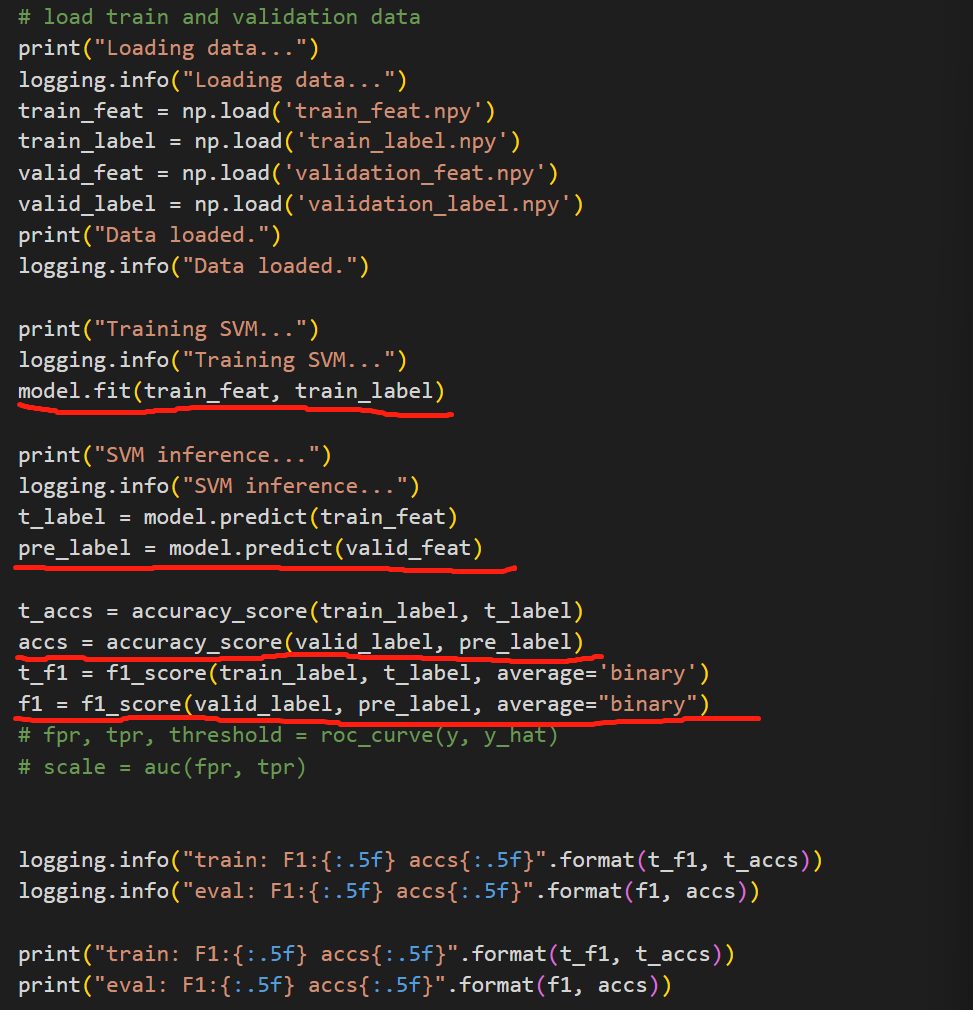 # load train and validation data
print("Loading data...")
logging.info("Loading data...")
train_feat = np.load('train_feat.npy')
train_label = np.load('train_label.npy')
valid_feat = np.load('validation_feat.npy')
valid_label = np.load('validation_label.npy')
print("Data loaded.")
logging.info("Data loaded.")
print("Training SVM...")
logging.info("Training SVM...")
model.fit(train_feat, train_label)
print("SVM inference...")
logging.info("SVM inference...")
t_label = model.predict(train_feat)
pre_label = model.predict(valid_feat)
t_accs = accuracy_score(train_label, t_label)
accs = accuracy_score(valid_label, pre_label)
t_f1 = f1_score(train_label, t_label, average='binary')
f1 = f1_score(valid_label, pre_label, average="binary")
# fpr, tpr, threshold = roc_curve(y, y_hat)
# scale = auc(fpr, tpr)
logging.info("train: F1:{:.5f} accs{:.5f}".format(t_f1, t_accs))
logging.info("eval: F1:{:.5f} accs{:.5f}".format(f1, accs))
print("train: F1:{:.5f} accs{:.5f}".format(t_f1, t_accs))
print("eval: F1:{:.5f} accs{:.5f}".format(f1, accs))